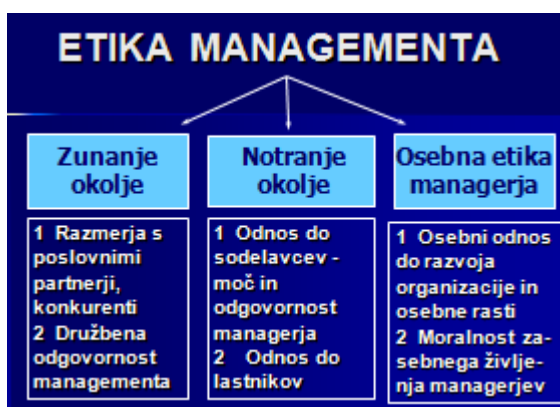 ETIKA MANAGEMENTA
Zunanje
okolje
1 Razmerja s
poslovnimi
partnerji,
konkurenti
2 Družbena
odgovornost
managementa
Notranje
okolje
1 Odnos do
sodelavcev -
moč in
odgovornost
managerja
2 Odnos do
lastnikov
Osebna etika
managerja
1 Osebni odnos
do razvoja
organizacije in
osebne rasti
2 Moralnost za-
sebnega življe-
nja managerjev